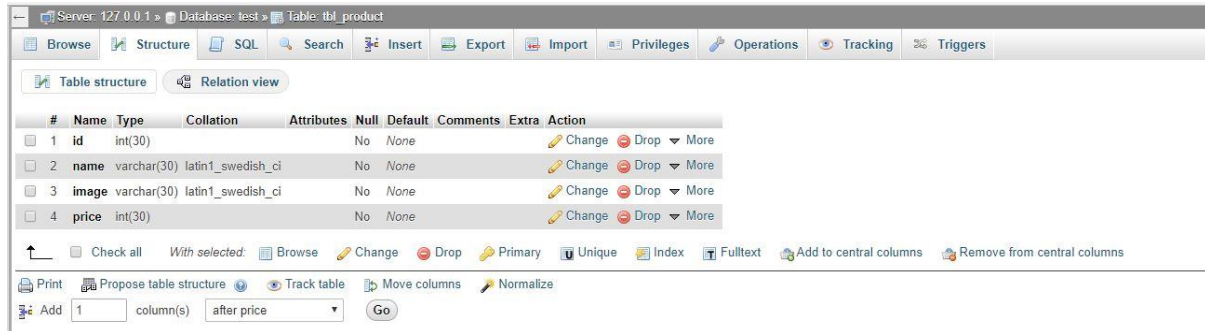 Server: 127.0.0.1 » Database: test » Table: tbl_product
Browse Structure SQL Search Insert Export Import Privileges Operations Tracking Triggers
Table structure Relation view
# Name Type Collation Attributes Null Default Comments Extra Action
1 id int(30) No None Change Drop More
2 name varchar(30) latin1_swedish_ci No None Change Drop More
3 image varchar(30) latin1_swedish_ci No None Change Drop More
4 price int(30) No None Change Drop More
Check all With selected: Browse Change Drop Primary Unique Index Fulltext Add to central columns Remove from central columns
Print Propose table structure Track table Move columns Normalize
Add 1 column(s) after price Go